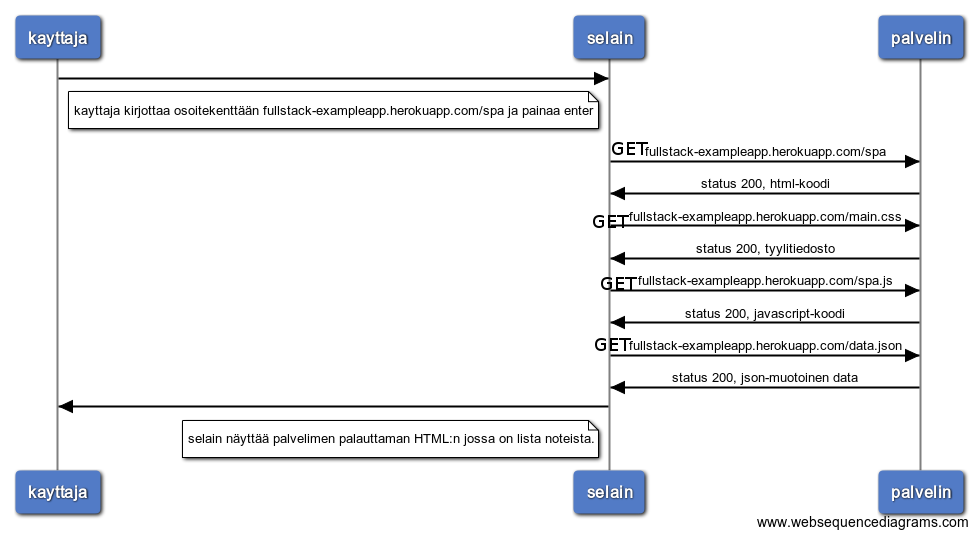 kayttaja selain palvelin
kayttaja kirjottaa osoitekenttään fullstack-exampleapp.herokuapp.com/spa ja painaa enter
GET fullstack-exampleapp.herokuapp.com/spa
status 200, html-koodi
GET fullstack-exampleapp.herokuapp.com/main.css
status 200, tyylitiedosto
GET fullstack-exampleapp.herokuapp.com/spa.js
status 200, javascript-koodi
GET fullstack-exampleapp.herokuapp.com/data.json
status 200, json-muotoinen data
selain näyttää palvelimen palauttaman HTML:n jossa on lista noteista.
kayttaja selain palvelin
www.websequencediagrams.com